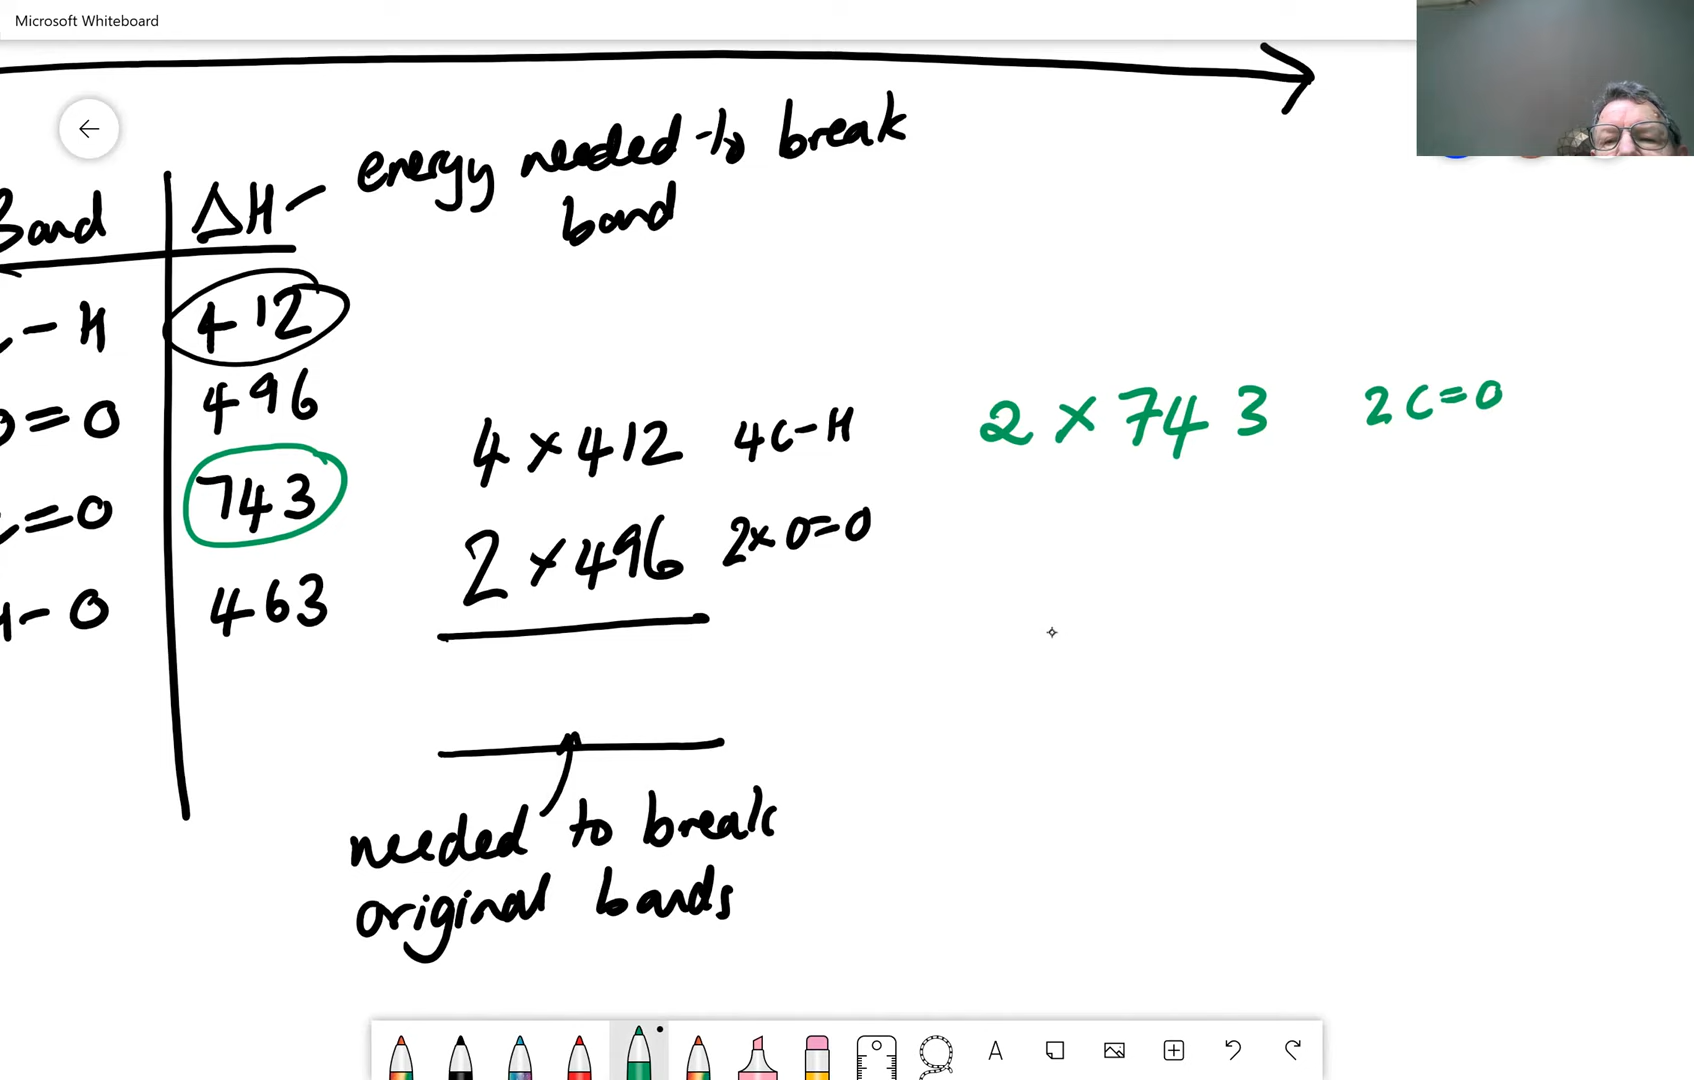 Microsoft Whiteboard
energy needed to break
bond
Bond ΔH
C-H 412
O=O 496
C=O 743
H-O 463
4 × 412 4C-H
2 × 496 2× O=O
2 × 743 2C=O
needed to break
original bonds
A